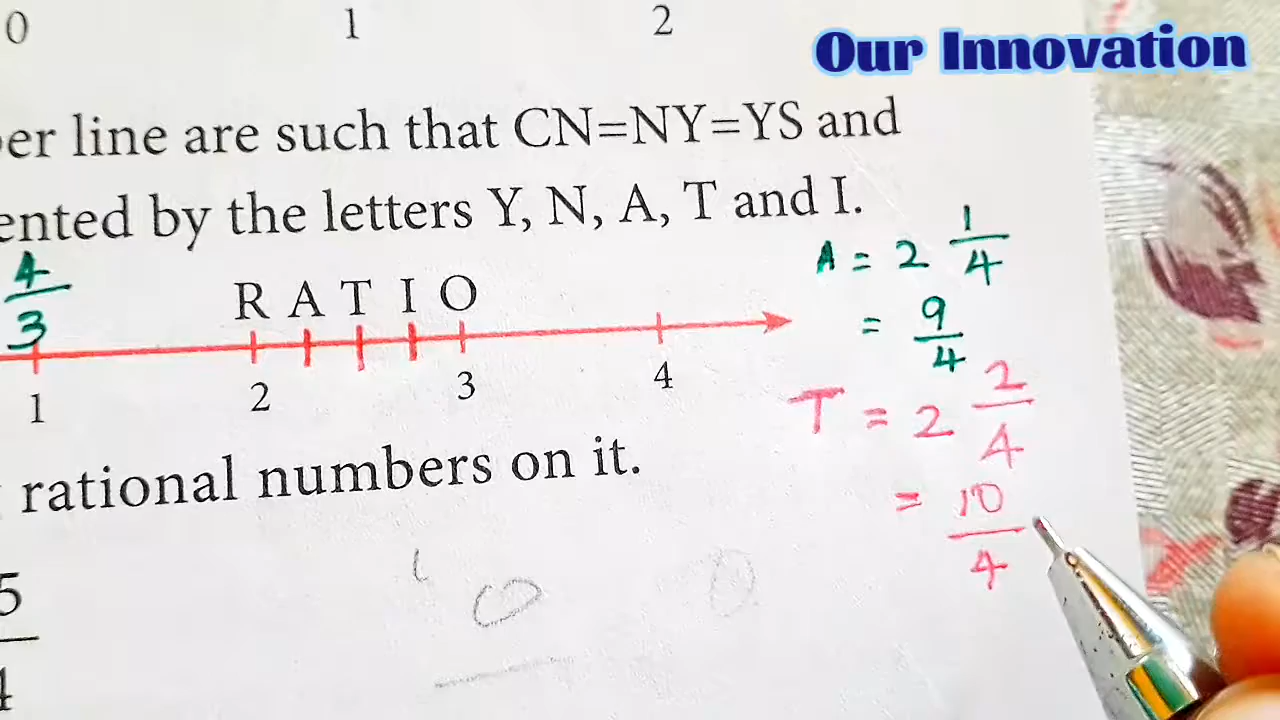 0 1 2
Our Innovation
er line are such that CN=NY=YS and
ented by the letters Y, N, A, T and I.
4/3
R A T I O
1 2 3 4
A = 2 1/4
= 9/4
T = 2 2/4
= 10/4
rational numbers on it.
5
4